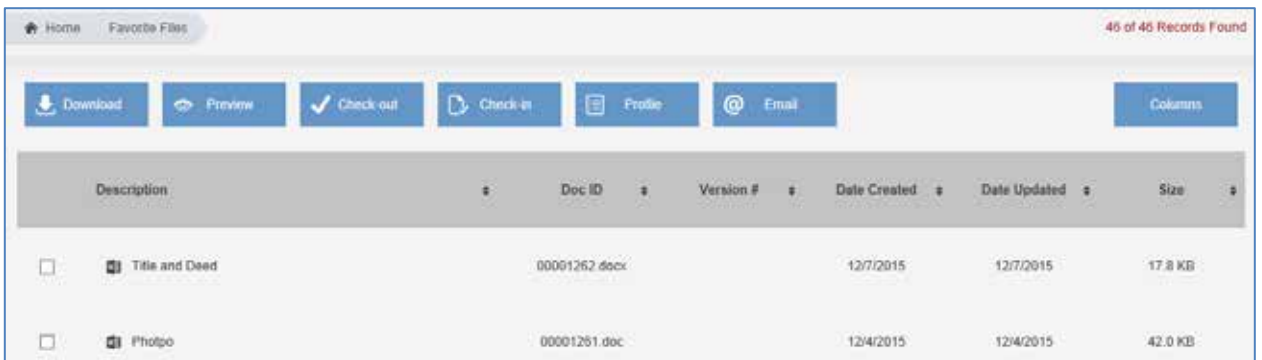 Home Favorite Files 46 of 46 Records Found
Download Preview Check-out Check-in Profile @ Email Columns
Description Doc ID Version # Date Created Date Updated Size
Title and Deed 00001262.docx 12/7/2015 12/7/2015 17.8 KB
Photpo 00001261.doc 12/4/2015 12/4/2015 42.0 KB